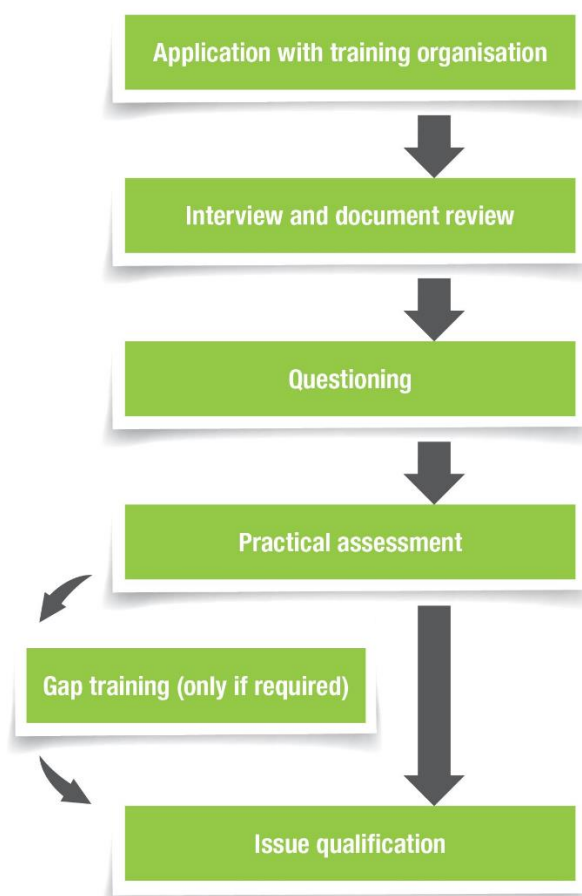 Application with training organisation
Interview and document review
Questioning
Practical assessment
Gap training (only if required)
Issue qualification